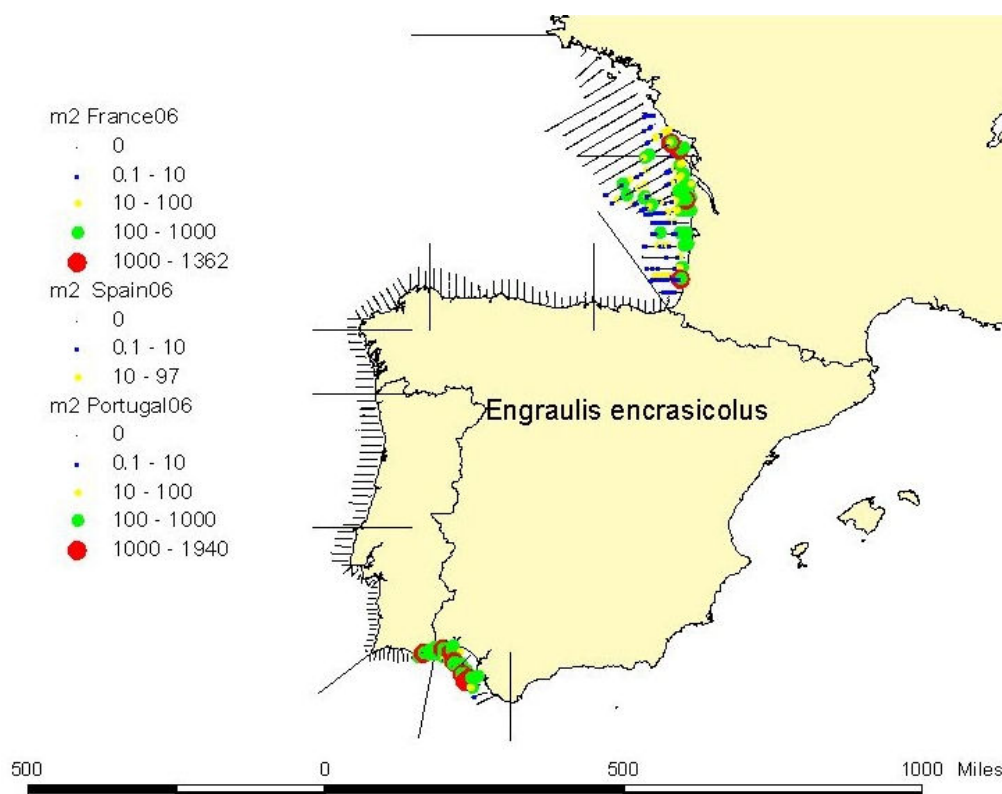 m2 France06
0
0.1 - 10
10 - 100
100 - 1000
1000 - 1362
m2 Spain06
0
0.1 - 10
10 - 97
m2 Portugal06
0
0.1 - 10
10 - 100
100 - 1000
1000 - 1940
Engraulis encrasicolus
500 0 500 1000 Miles